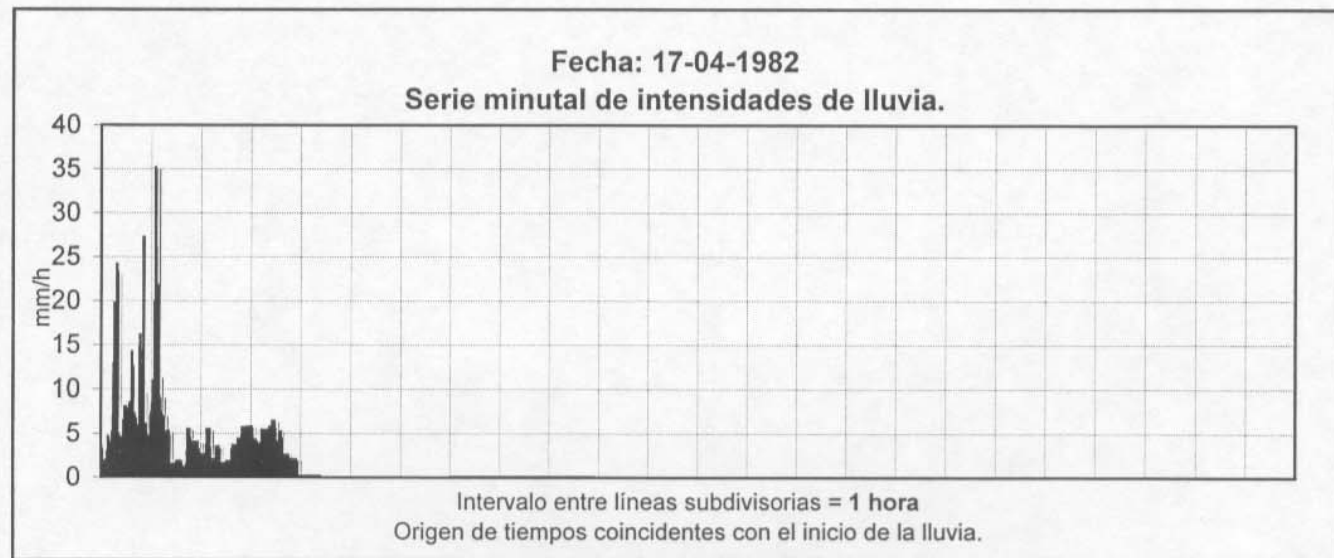 Fecha: 17-04-1982
Serie minutal de intensidades de lluvia.
40
35
30
25
20
15
10
5
0
mm/h
Intervalo entre líneas subdivisorias = 1 hora
Origen de tiempos coincidentes con el inicio de la lluvia.